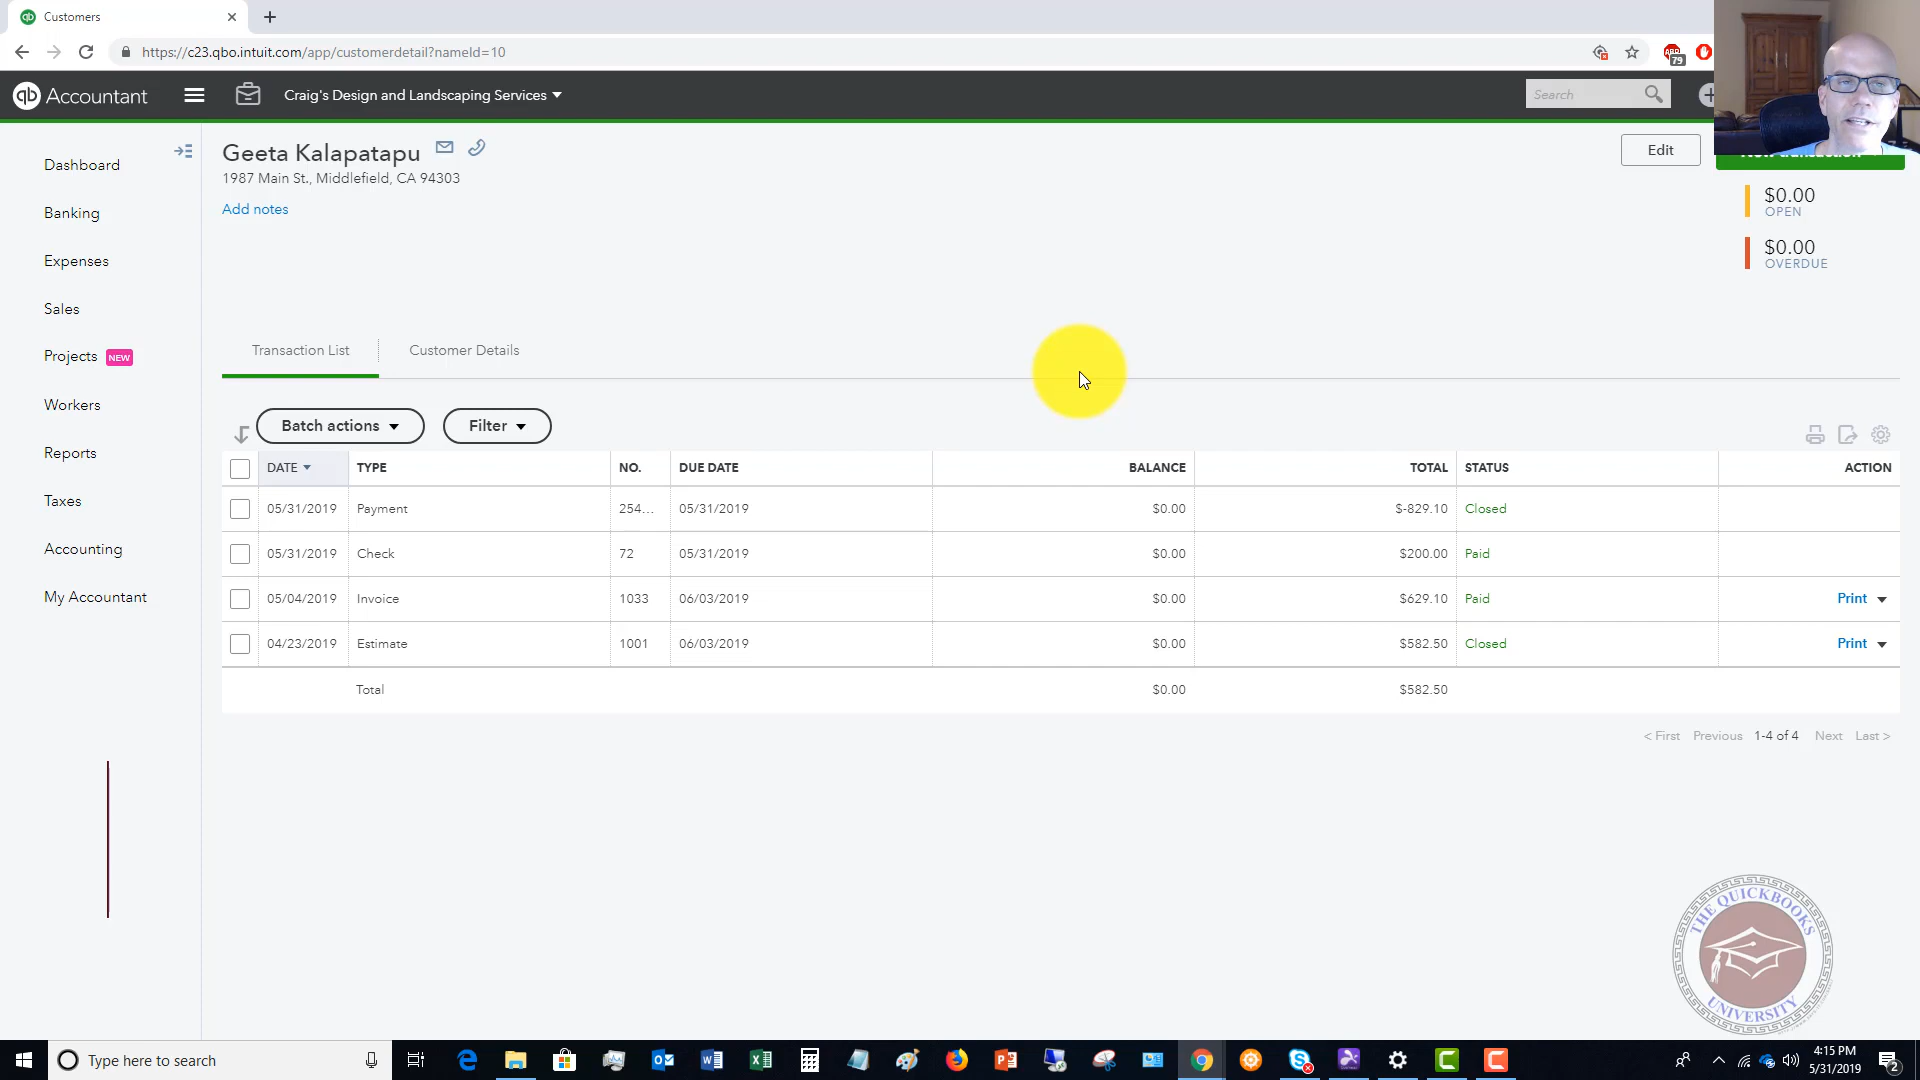 Customers
https://c23.qbo.intuit.com/app/customerdetail?nameId=10
ABP
79
qb Accountant
Craig's Design and Landscaping Services
Search
Dashboard
Banking
Expenses
Sales
Projects NEW
Workers
Reports
Taxes
Accounting
My Accountant
Geeta Kalapatapu
1987 Main St., Middlefield, CA 94303
Add notes
Edit
$0.00
OPEN
$0.00
OVERDUE
Transaction List Customer Details
Batch actions Filter
DATE TYPE NO. DUE DATE BALANCE TOTAL STATUS ACTION
05/31/2019 Payment 254... 05/31/2019 $0.00 $-829.10 Closed
05/31/2019 Check 72 05/31/2019 $0.00 $200.00 Paid
05/04/2019 Invoice 1033 06/03/2019 $0.00 $629.10 Paid Print
04/23/2019 Estimate 1001 06/03/2019 $0.00 $582.50 Closed Print
Total $0.00 $582.50
< First Previous 1-4 of 4 Next Last >
THE QUICKBOOKS UNIVERSITY
Type here to search
4:15 PM
5/31/2019
2